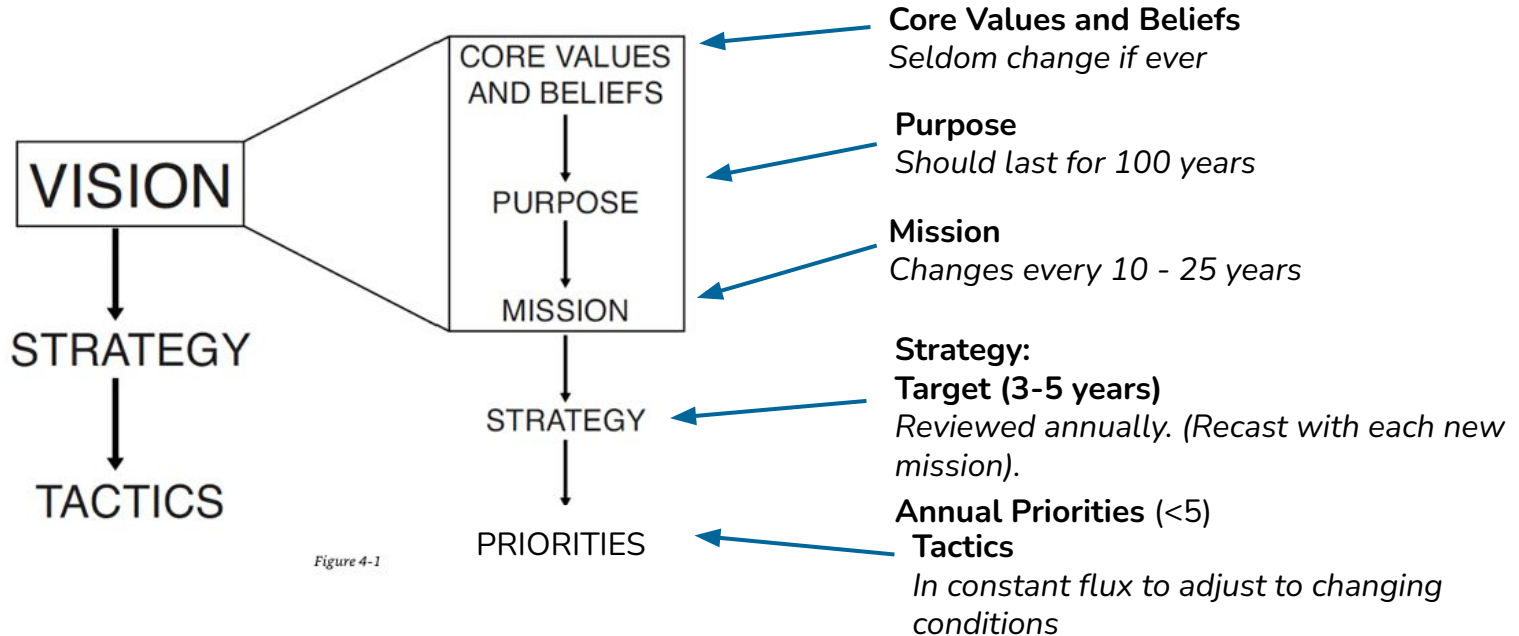 VISION
STRATEGY
TACTICS
Figure 4-1
CORE VALUES
AND BELIEFS
PURPOSE
MISSION
STRATEGY
PRIORITIES
Core Values and Beliefs
Seldom change if ever
Purpose
Should last for 100 years
Mission
Changes every 10 - 25 years
Strategy:
Target (3-5 years)
Reviewed annually. (Recast with each new
mission).
Annual Priorities (<5)
Tactics
In constant flux to adjust to changing
conditions